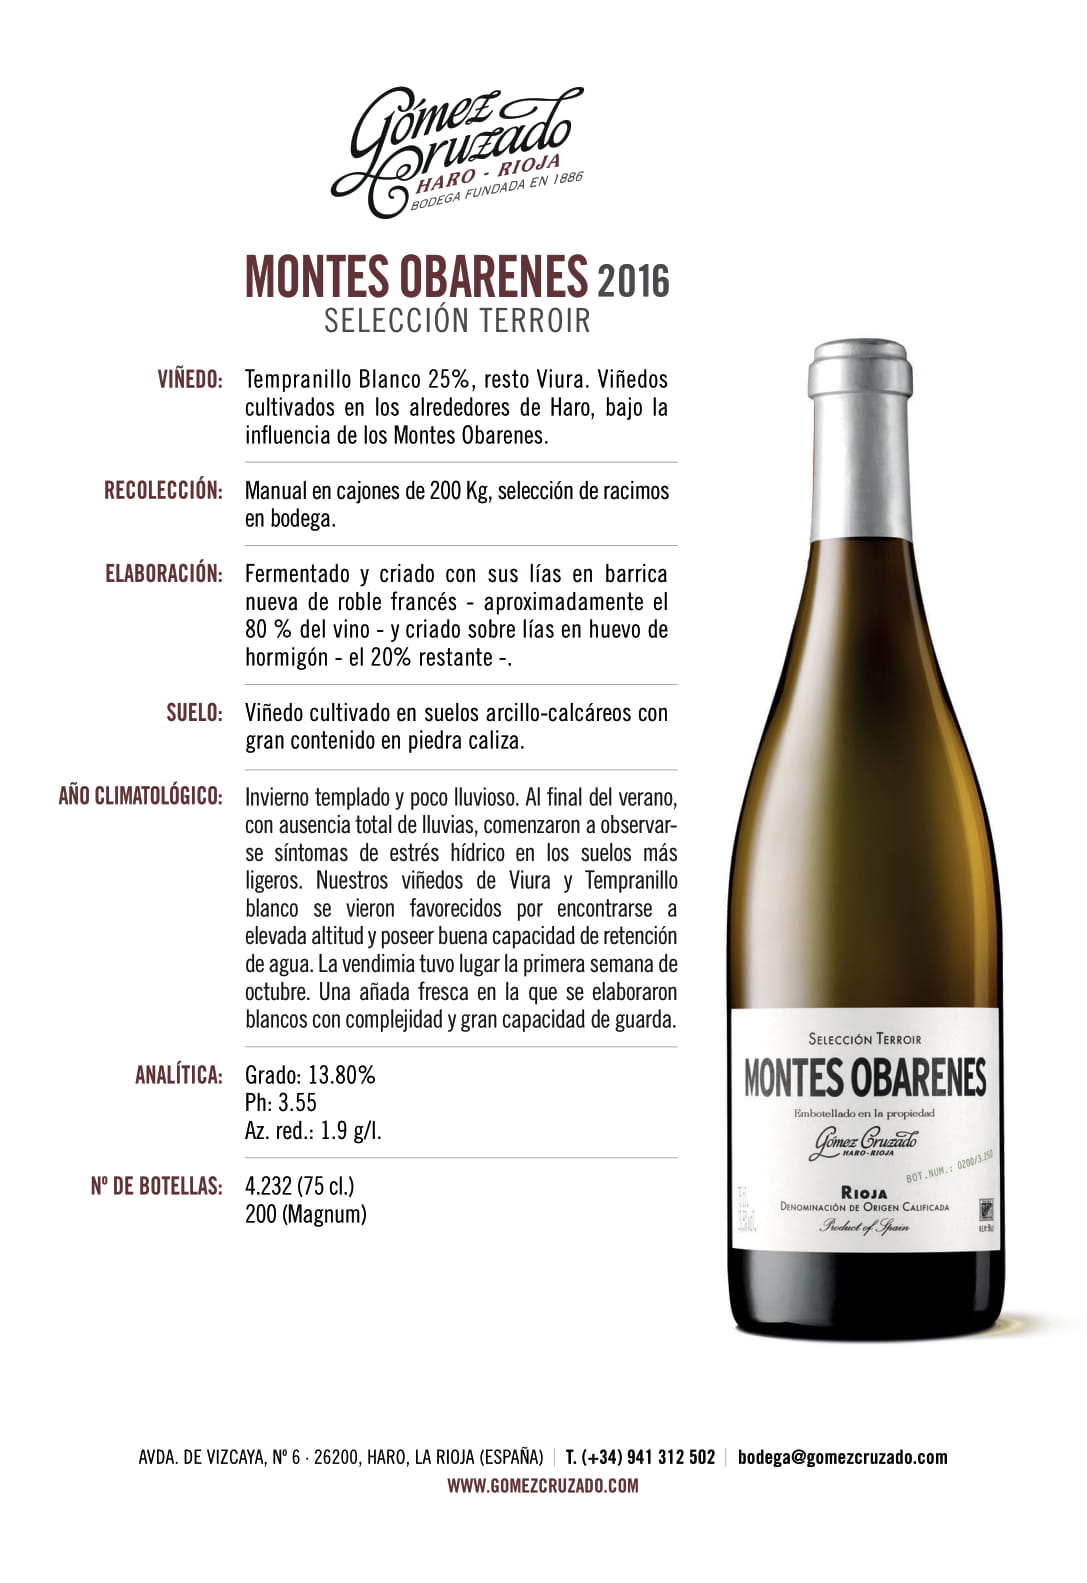 Gómez
Cruzado
HARO - RIOJA
BODEGA FUNDADA EN 1886
MONTES OBARENES 2016
SELECCIÓN TERROIR
VIÑEDO: Tempranillo Blanco 25%, resto Viura. Viñedos
cultivados en los alrededores de Haro, bajo la
influencia de los Montes Obarenes.
RECOLECCIÓN: Manual en cajones de 200 Kg, selección de racimos
en bodega.
ELABORACIÓN: Fermentado y criado con sus lías en barrica
nueva de roble francés - aproximadamente el
80 % del vino - y criado sobre lías en huevo de
hormigón - el 20% restante -.
SUELO: Viñedo cultivado en suelos arcillo-calcáreos con
gran contenido en piedra caliza.
AÑO CLIMATOLÓGICO: Invierno templado y poco lluvioso. Al final del verano,
con ausencia total de lluvias, comenzaron a observar-
se síntomas de estrés hídrico en los suelos más
ligeros. Nuestros viñedos de Viura y Tempranillo
blanco se vieron favorecidos por encontrarse a
elevada altitud y poseer buena capacidad de retención
de agua. La vendimia tuvo lugar la primera semana de
octubre. Una añada fresca en la que se elaboraron
blancos con complejidad y gran capacidad de guarda.
ANALÍTICA: Grado: 13.80%
Ph: 3.55
Az. red.: 1.9 g/l.
Nº DE BOTELLAS: 4.232 (75 cl.)
200 (Magnum)
SELECCIÓN TERROIR
MONTES OBARENES
Embotellado en la propiedad
Gómez Cruzado
HARO-RIOJA
BOT.NUM.: 0200/3.250
RIOJA
DENOMINACIÓN DE ORIGEN CALIFICADA
Product of Spain
AVDA. DE VIZCAYA, Nº 6 · 26200, HARO, LA RIOJA (ESPAÑA) | T. (+34) 941 312 502 | bodega@gomezcruzado.com
WWW.GOMEZCRUZADO.COM